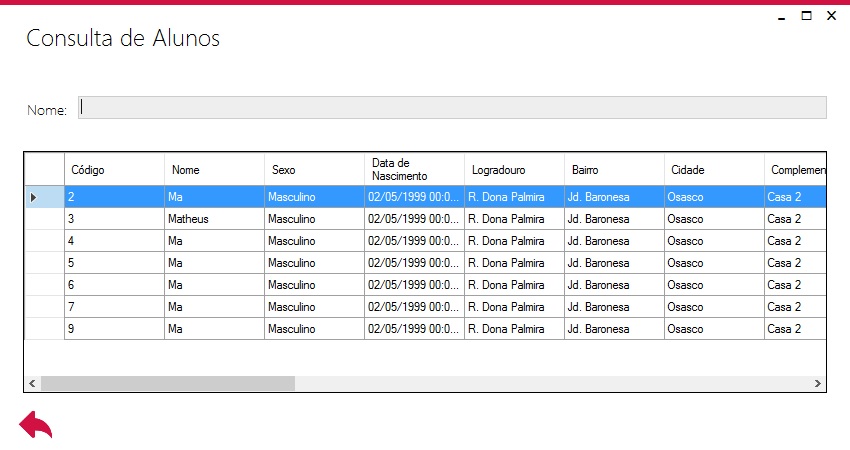 Consulta de Alunos
Nome:
Código Nome Sexo Data de Nascimento Logradouro Bairro Cidade Complemen
2 Ma Masculino 02/05/1999 00:0... R. Dona Palmira Jd. Baronesa Osasco Casa 2
3 Matheus Masculino 02/05/1999 00:0... R. Dona Palmira Jd. Baronesa Osasco Casa 2
4 Ma Masculino 02/05/1999 00:0... R. Dona Palmira Jd. Baronesa Osasco Casa 2
5 Ma Masculino 02/05/1999 00:0... R. Dona Palmira Jd. Baronesa Osasco Casa 2
6 Ma Masculino 02/05/1999 00:0... R. Dona Palmira Jd. Baronesa Osasco Casa 2
7 Ma Masculino 02/05/1999 00:0... R. Dona Palmira Jd. Baronesa Osasco Casa 2
9 Ma Masculino 02/05/1999 00:0... R. Dona Palmira Jd. Baronesa Osasco Casa 2